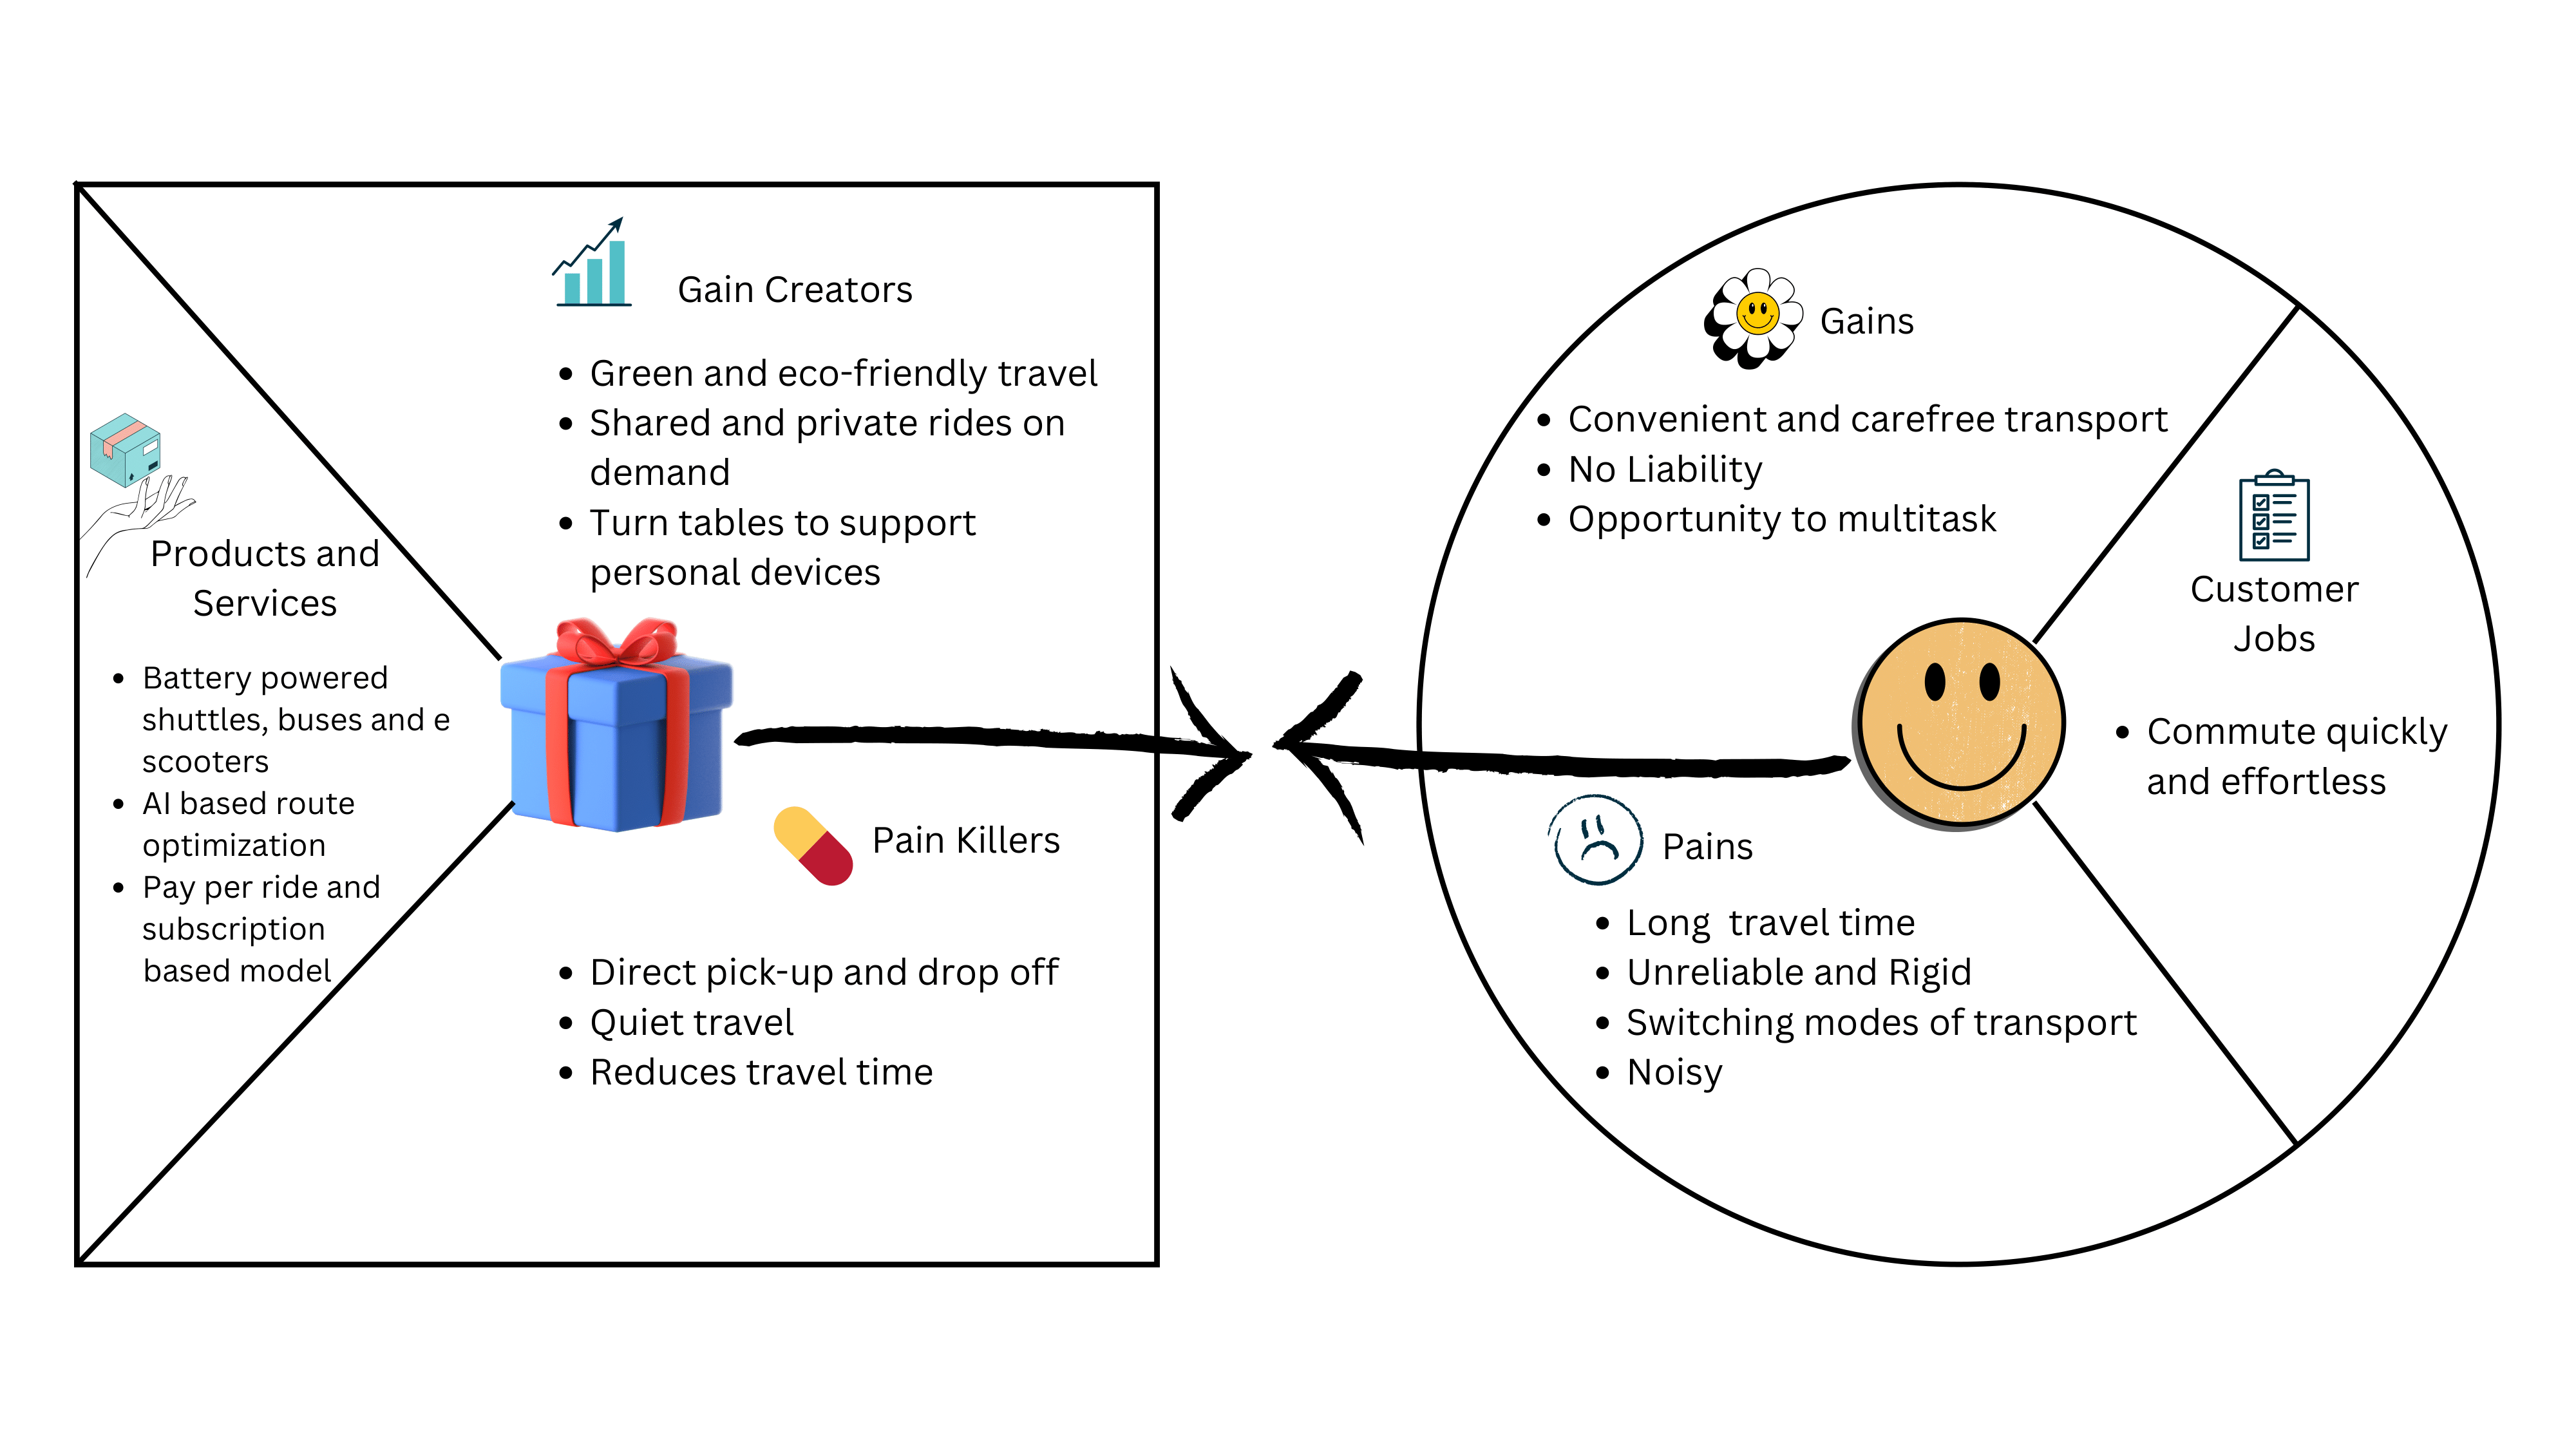 Gain Creators
• Green and eco-friendly travel
• Shared and private rides on
demand
• Turn tables to support
personal devices
Products and
Services
• Battery powered
shuttles, buses and e
scooters
• AI based route
optimization
• Pay per ride and
subscription
based model
Pain Killers
• Direct pick-up and drop off
• Quiet travel
• Reduces travel time
Gains
• Convenient and carefree transport
• No Liability
• Opportunity to multitask
Customer
Jobs
• Commute quickly
and effortless
Pains
• Long  travel time
• Unreliable and Rigid
• Switching modes of transport
• Noisy